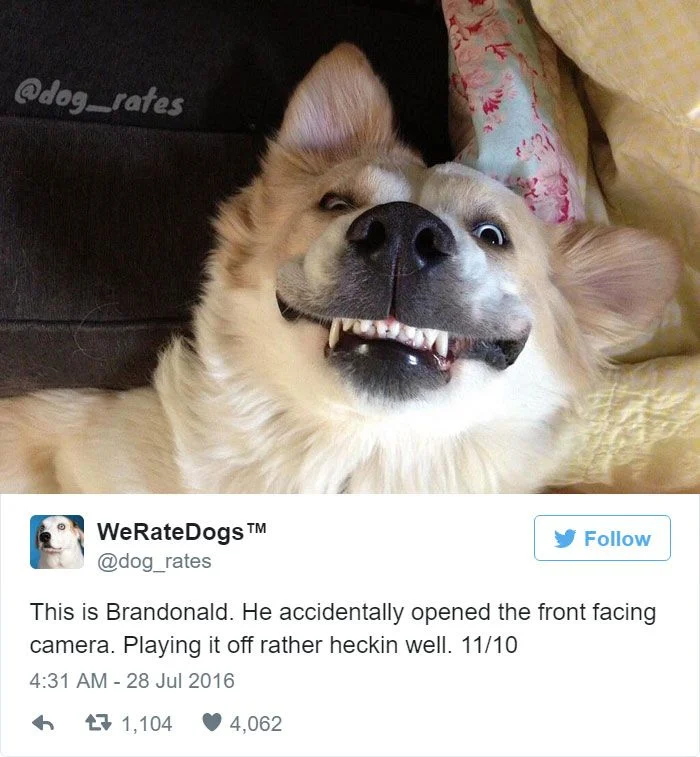 @dog_rates
WeRateDogs™
@dog_rates
Follow
This is Brandonald. He accidentally opened the front facing
camera. Playing it off rather heckin well. 11/10
4:31 AM - 28 Jul 2016
1,104 4,062